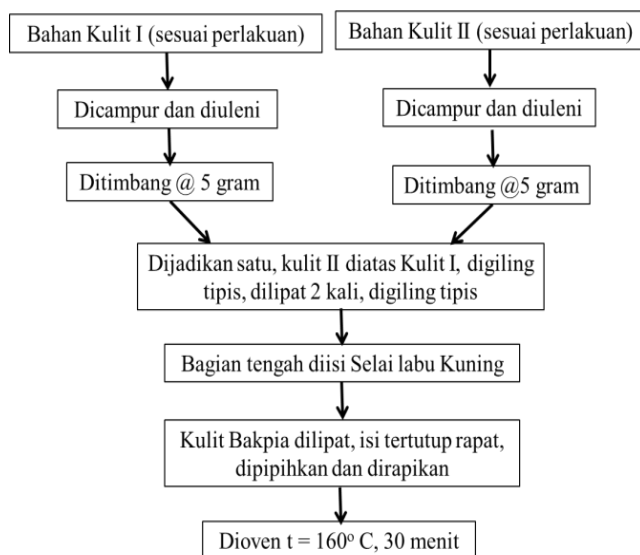 Bahan Kulit I (sesuai perlakuan)
Bahan Kulit II (sesuai perlakuan)
Dicampur dan diuleni
Dicampur dan diuleni
Ditimbang @ 5 gram
Ditimbang @5 gram
Dijadikan satu, kulit II diatas Kulit I, digiling
tipis, dilipat 2 kali, digiling tipis
Bagian tengah diisi Selai labu Kuning
Kulit Bakpia dilipat, isi tertutup rapat,
dipipihkan dan dirapikan
Dioven t = 160° C, 30 menit